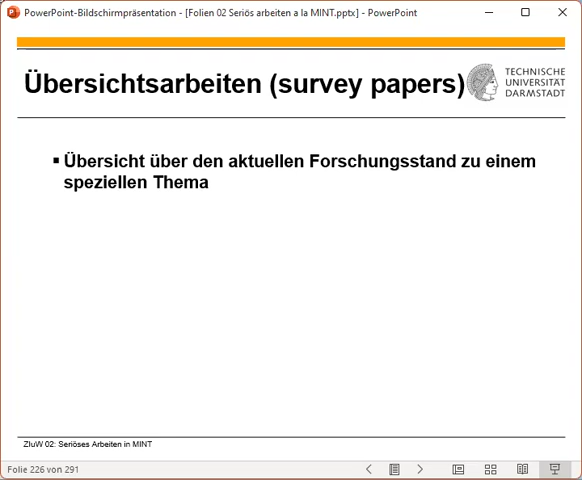 PowerPoint-Bildschirmpräsentation - [Folien 02 Seriös arbeiten a la MINT.pptx] - PowerPoint
Übersichtsarbeiten (survey papers)
TECHNISCHE
UNIVERSITÄT
DARMSTADT
▪ Übersicht über den aktuellen Forschungsstand zu einem
speziellen Thema
ZIuW 02: Seriöses Arbeiten in MINT
Folie 226 von 291